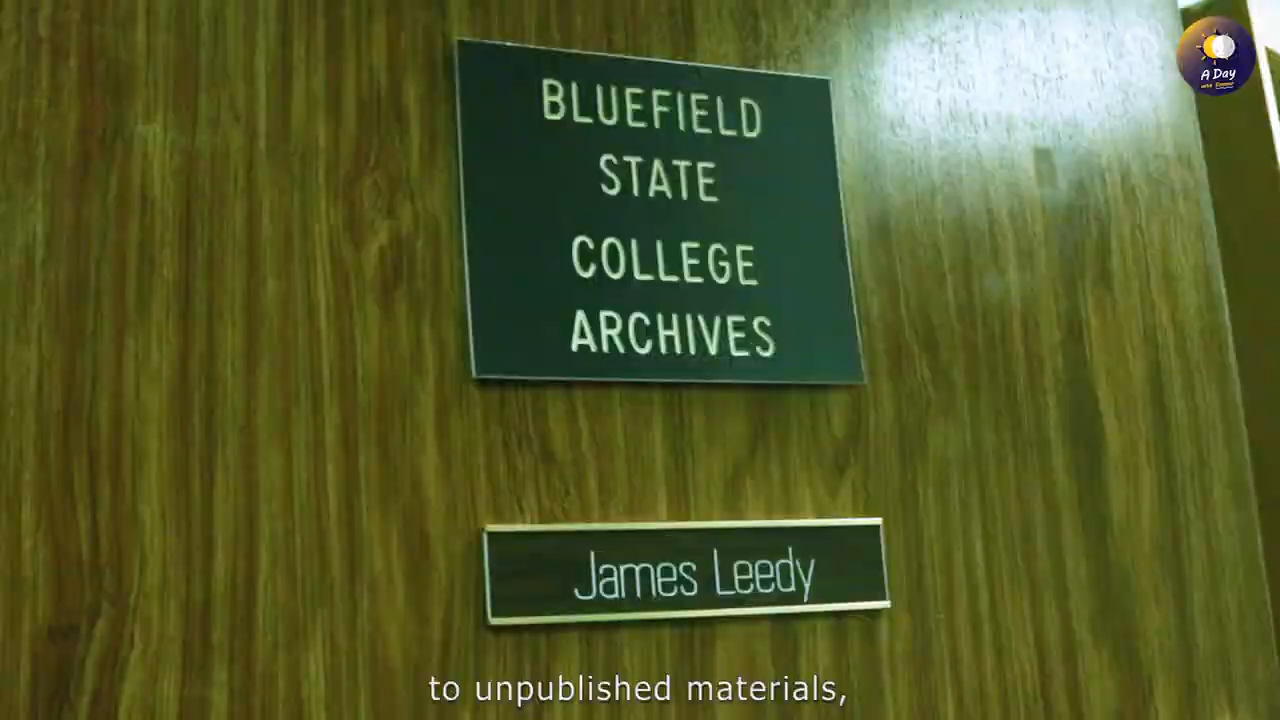 BLUEFIELD
STATE
COLLEGE
ARCHIVES
James Leedy
to unpublished materials,
A Day